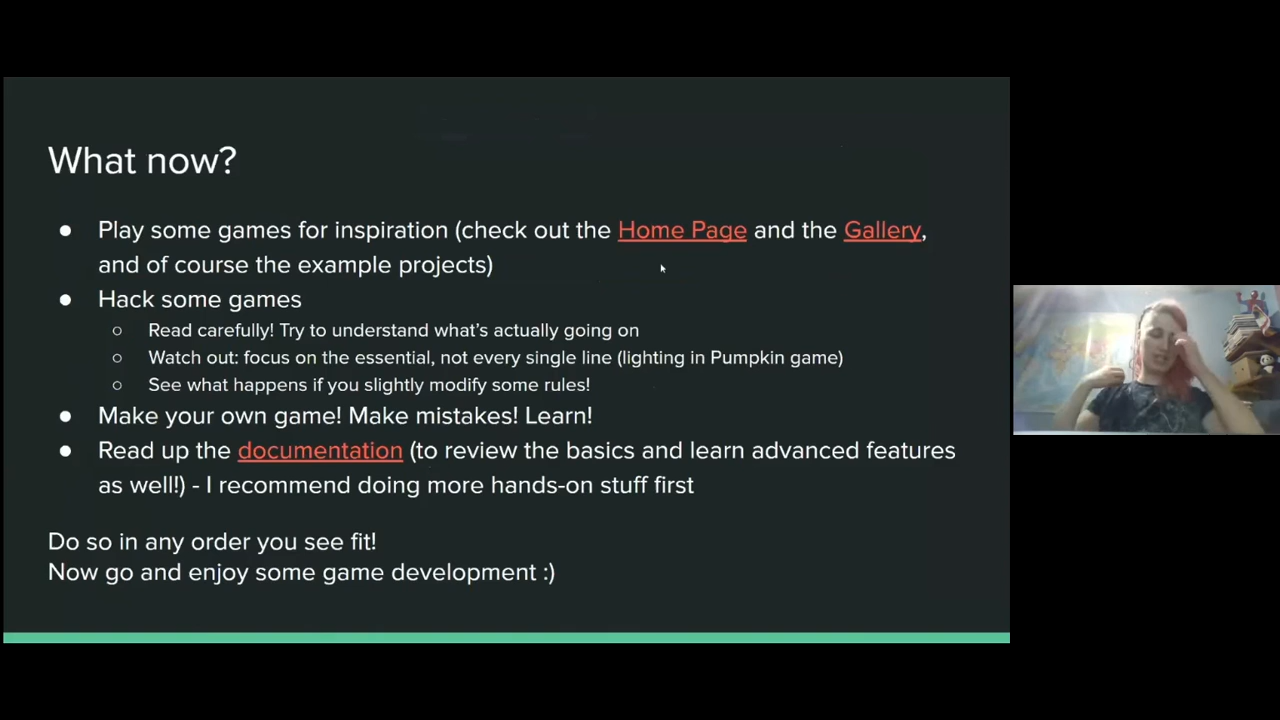 What now?
Play some games for inspiration (check out the Home Page and the Gallery,
and of course the example projects)
Hack some games
Read carefully! Try to understand what's actually going on
Watch out: focus on the essential, not every single line (lighting in Pumpkin game)
See what happens if you slightly modify some rules!
Make your own game! Make mistakes! Learn!
Read up the documentation (to review the basics and learn advanced features
as well!) - I recommend doing more hands-on stuff first
Do so in any order you see fit!
Now go and enjoy some game development :)